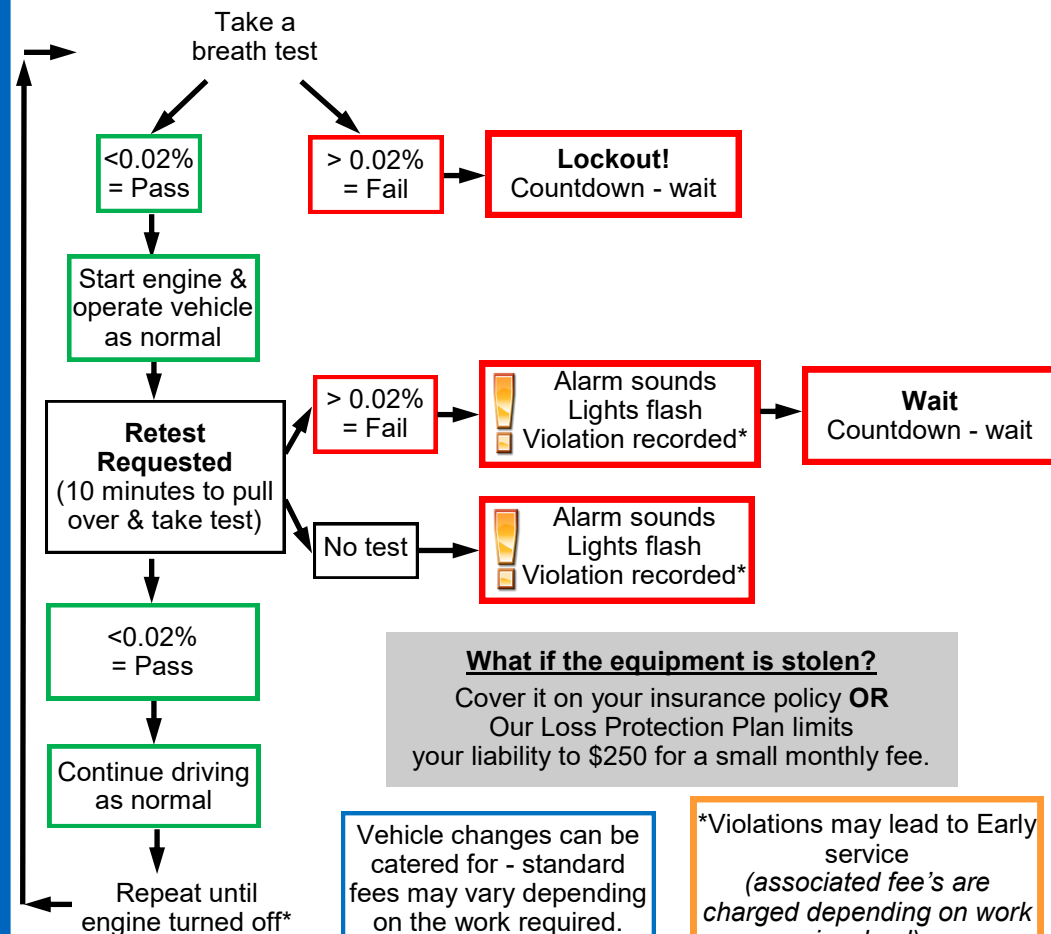 Take a
breath test
<0.02%
= Pass
> 0.02%
= Fail
Lockout!
Countdown - wait
Start engine &
operate vehicle
as normal
Retest
Requested
(10 minutes to pull
over & take test)
> 0.02%
= Fail
Alarm sounds
Lights flash
Violation recorded*
Wait
Countdown - wait
No test
Alarm sounds
Lights flash
Violation recorded*
<0.02%
= Pass
Continue driving
as normal
Repeat until
engine turned off*
What if the equipment is stolen?
Cover it on your insurance policy OR
Our Loss Protection Plan limits
your liability to $250 for a small monthly fee.
Vehicle changes can be
catered for - standard
fees may vary depending
on the work required.
*Violations may lead to Early
service
(associated fee's are
charged depending on work